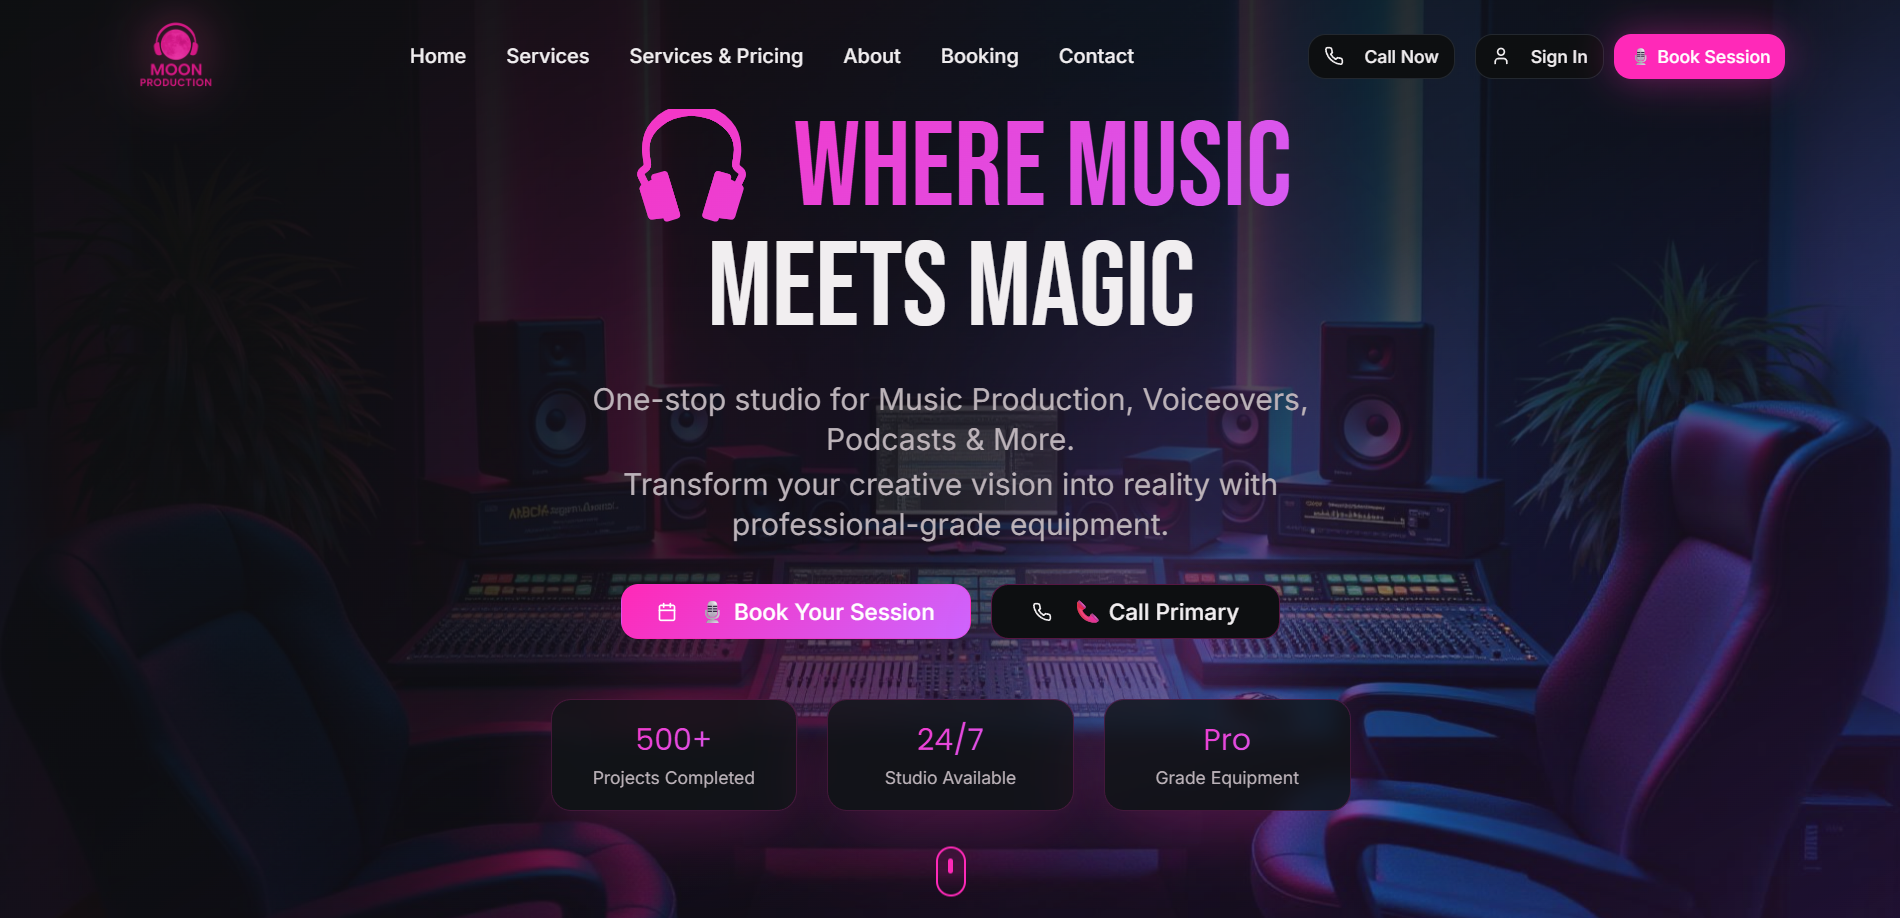 MOON
PRODUCTION
Home
Services
Services & Pricing
About
Booking
Contact
Call Now
Sign In
Book Session
WHERE MUSIC
MEETS MAGIC
One-stop studio for Music Production, Voiceovers,
Podcasts & More.
Transform your creative vision into reality with
professional-grade equipment.
Book Your Session
Call Primary
500+
Projects Completed
24/7
Studio Available
Pro
Grade Equipment